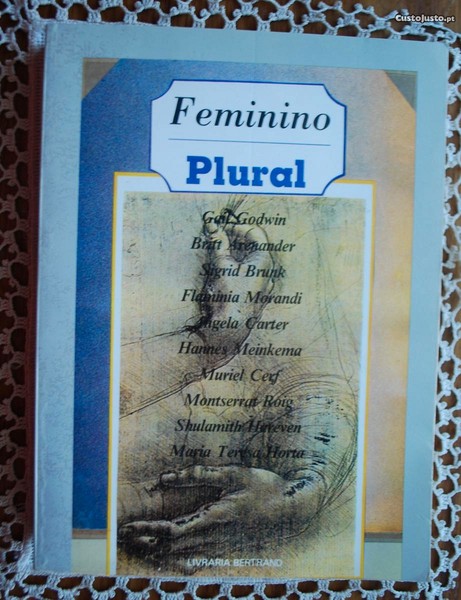 CustoJusto.pt
Feminino
Plural
Gail Godwin
Britt Arenander
Sigrid Brunk
Flaminia Morandi
Angela Carter
Hannes Meinkema
Muriel Cerf
Montserrat Roig
Shulamith Hareven
Maria Teresa Horta
LIVRARIA BERTRAND